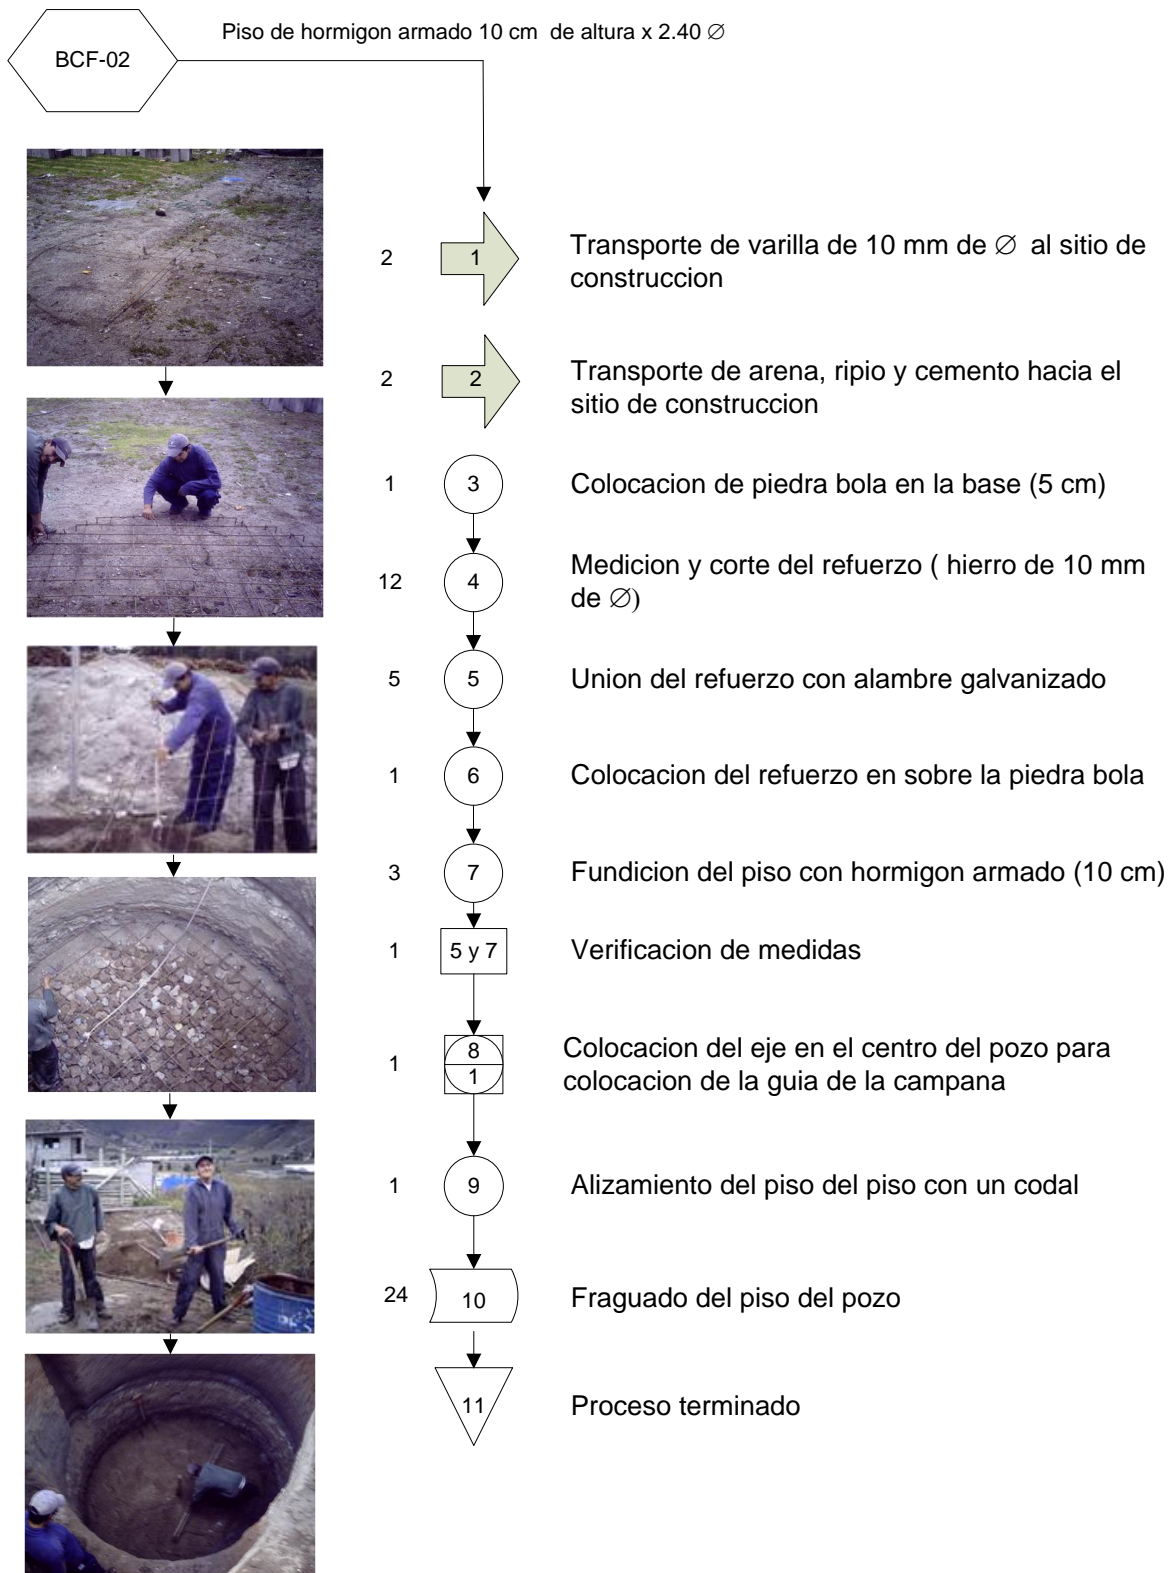 Piso de hormigon armado 10 cm de altura x 2.40 ∅
BCF-02
2
1
Transporte de varilla de 10 mm de ∅ al sitio de
construccion
2
2
Transporte de arena, ripio y cemento hacia el
sitio de construccion
1
3
Colocacion de piedra bola en la base (5 cm)
12
4
Medicion y corte del refuerzo ( hierro de 10 mm
de ∅)
5
5
Union del refuerzo con alambre galvanizado
1
6
Colocacion del refuerzo en sobre la piedra bola
3
7
Fundicion del piso con hormigon armado (10 cm)
1
5 y 7
Verificacion de medidas
1
8
1
Colocacion del eje en el centro del pozo para
colocacion de la guia de la campana
1
9
Alizamiento del piso del piso con un codal
24
10
Fraguado del piso del pozo
11
Proceso terminado